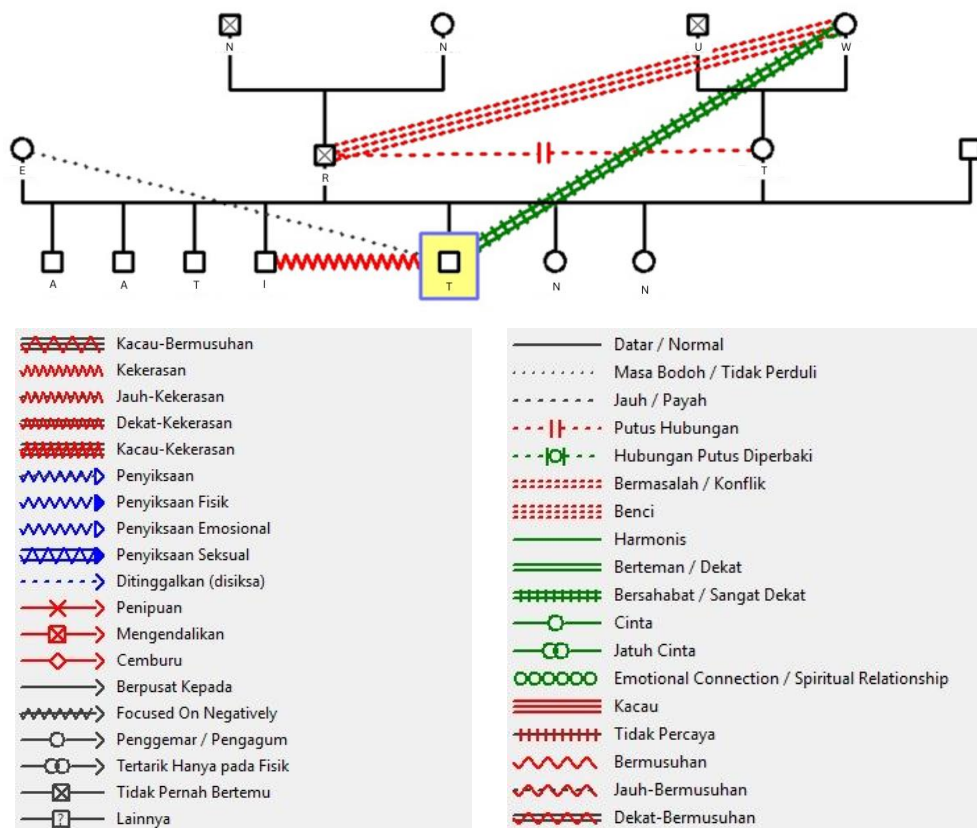 N
N
U
W
E
R
T
A
A
T
I
T
N
N
Kacau-Bermusuhan
Kekerasan
Jauh-Kekerasan
Dekat-Kekerasan
Kacau-Kekerasan
Penyiksaan
Penyiksaan Fisik
Penyiksaan Emosional
Penyiksaan Seksual
Ditinggalkan (disiksa)
Penipuan
Mengendalikan
Cemburu
Berpusat Kepada
Focused On Negatively
Penggemar / Pengagum
Tertarik Hanya pada Fisik
Tidak Pernah Bertemu
? Lainnya
Datar / Normal
Masa Bodoh / Tidak Perduli
Jauh / Payah
Putus Hubungan
Hubungan Putus Diperbaki
Bermasalah / Konflik
Benci
Harmonis
Berteman / Dekat
Bersahabat / Sangat Dekat
Cinta
Jatuh Cinta
Emotional Connection / Spiritual Relationship
Kacau
Tidak Percaya
Bermusuhan
Jauh-Bermusuhan
Dekat-Bermusuhan